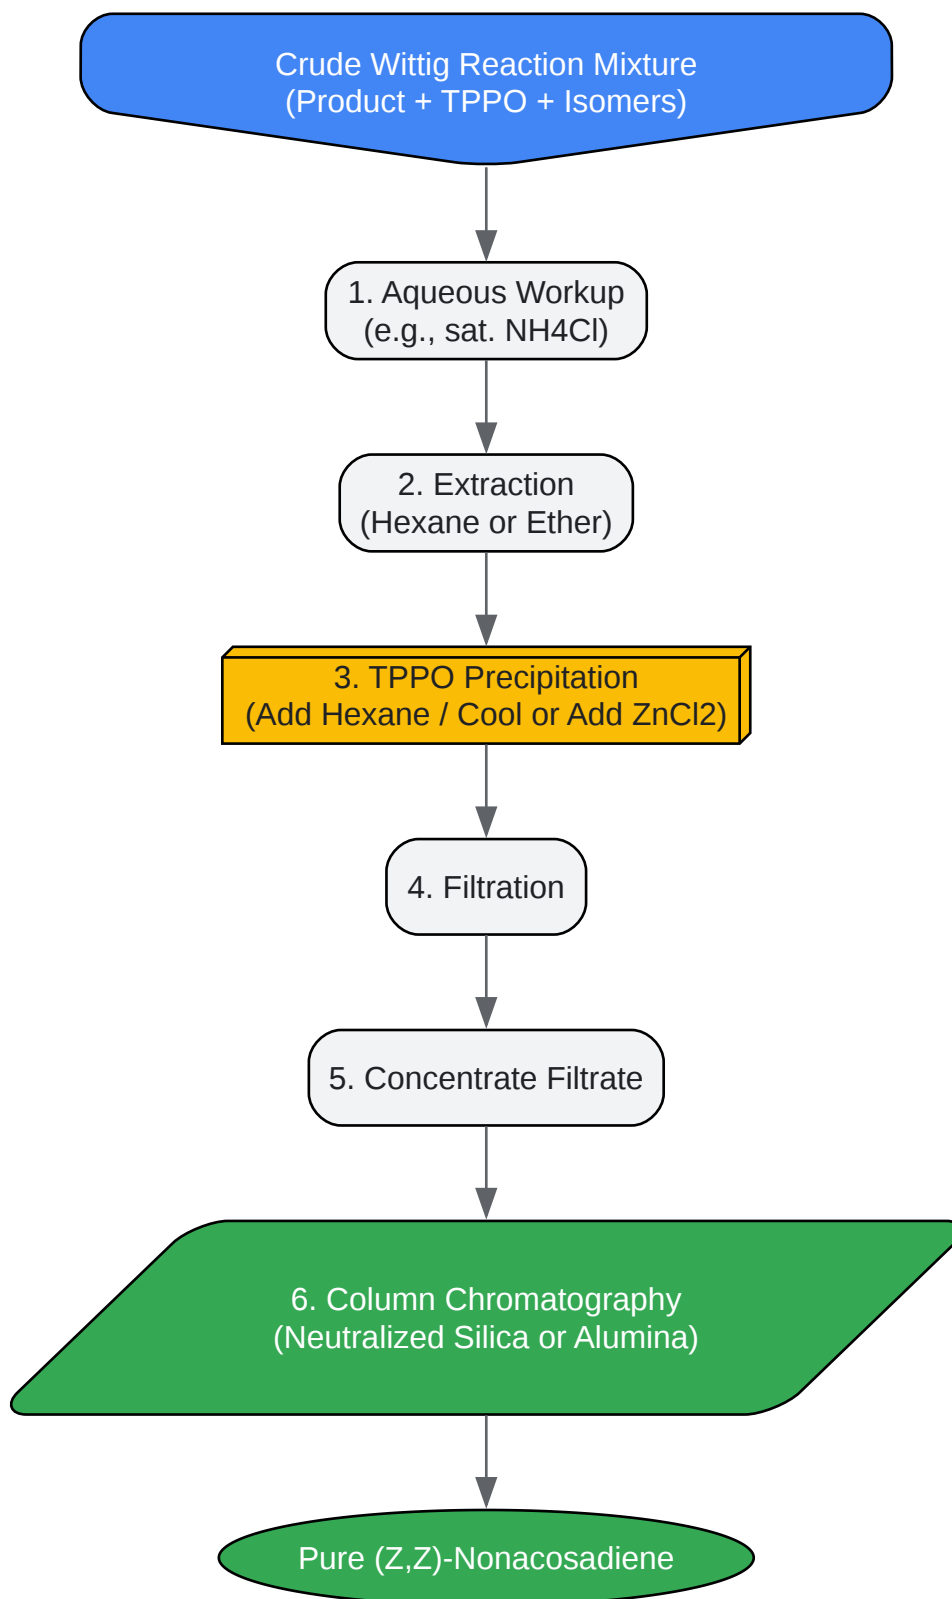 Crude Wittig Reaction Mixture
(Product + TPPO + Isomers)
1. Aqueous Workup
(e.g., sat. NH4Cl)
2. Extraction
(Hexane or Ether)
3. TPPO Precipitation
(Add Hexane / Cool or Add ZnCl2)
4. Filtration
5. Concentrate Filtrate
6. Column Chromatography
(Neutralized Silica or Alumina)
Pure (Z,Z)-Nonacosadiene